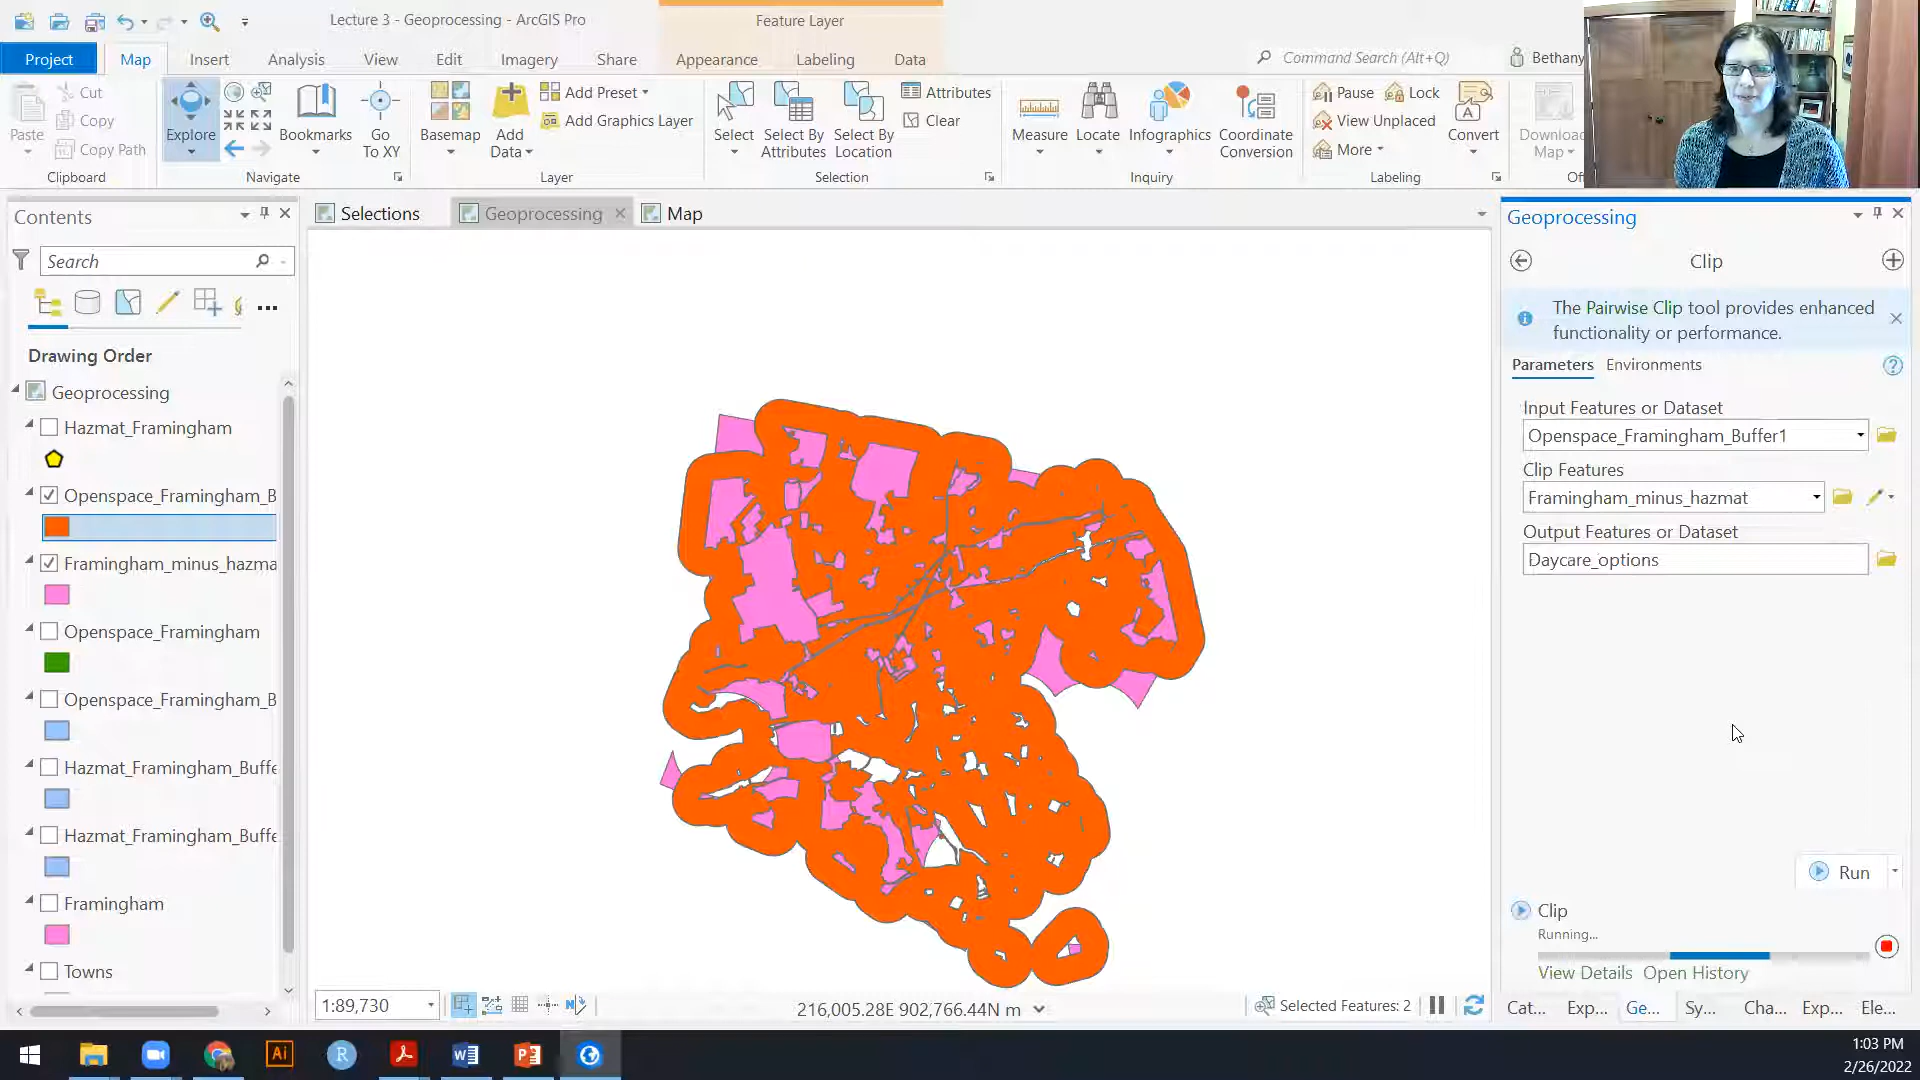 Lecture 3 - Geoprocessing - ArcGIS Pro
Feature Layer
Project
Map
Insert
Analysis
View
Edit
Imagery
Share
Appearance
Labeling
Data
Command Search (Alt+Q)
Bethany
Paste
Cut
Copy
Copy Path
Clipboard
Explore
Bookmarks
Go To XY
Navigate
Basemap
Add Data
Add Preset
Add Graphics Layer
Layer
Select
Select By Attributes
Select By Location
Attributes
Clear
Selection
Measure
Locate
Infographics
Coordinate Conversion
Inquiry
Pause
Lock
View Unplaced
More
Convert
Labeling
Download Map
Of
Contents
Search
Drawing Order
Geoprocessing
Hazmat_Framingham
Openspace_Framingham_B
Framingham_minus_hazma
Openspace_Framingham
Openspace_Framingham_B
Hazmat_Framingham_Buffe
Hazmat_Framingham_Buffe
Framingham
Towns
Selections
Geoprocessing
Map
1:89,730
216,005.28E 902,766.44N m
Selected Features: 2
Geoprocessing
Clip
The Pairwise Clip tool provides enhanced
functionality or performance.
Parameters
Environments
Input Features or Dataset
Openspace_Framingham_Buffer1
Clip Features
Framingham_minus_hazmat
Output Features or Dataset
Daycare_options
Run
Clip
Running...
View Details
Open History
Cat...
Exp...
Ge...
Sy...
Cha...
Exp...
Ele...
Ai
R
1:03 PM
2/26/2022